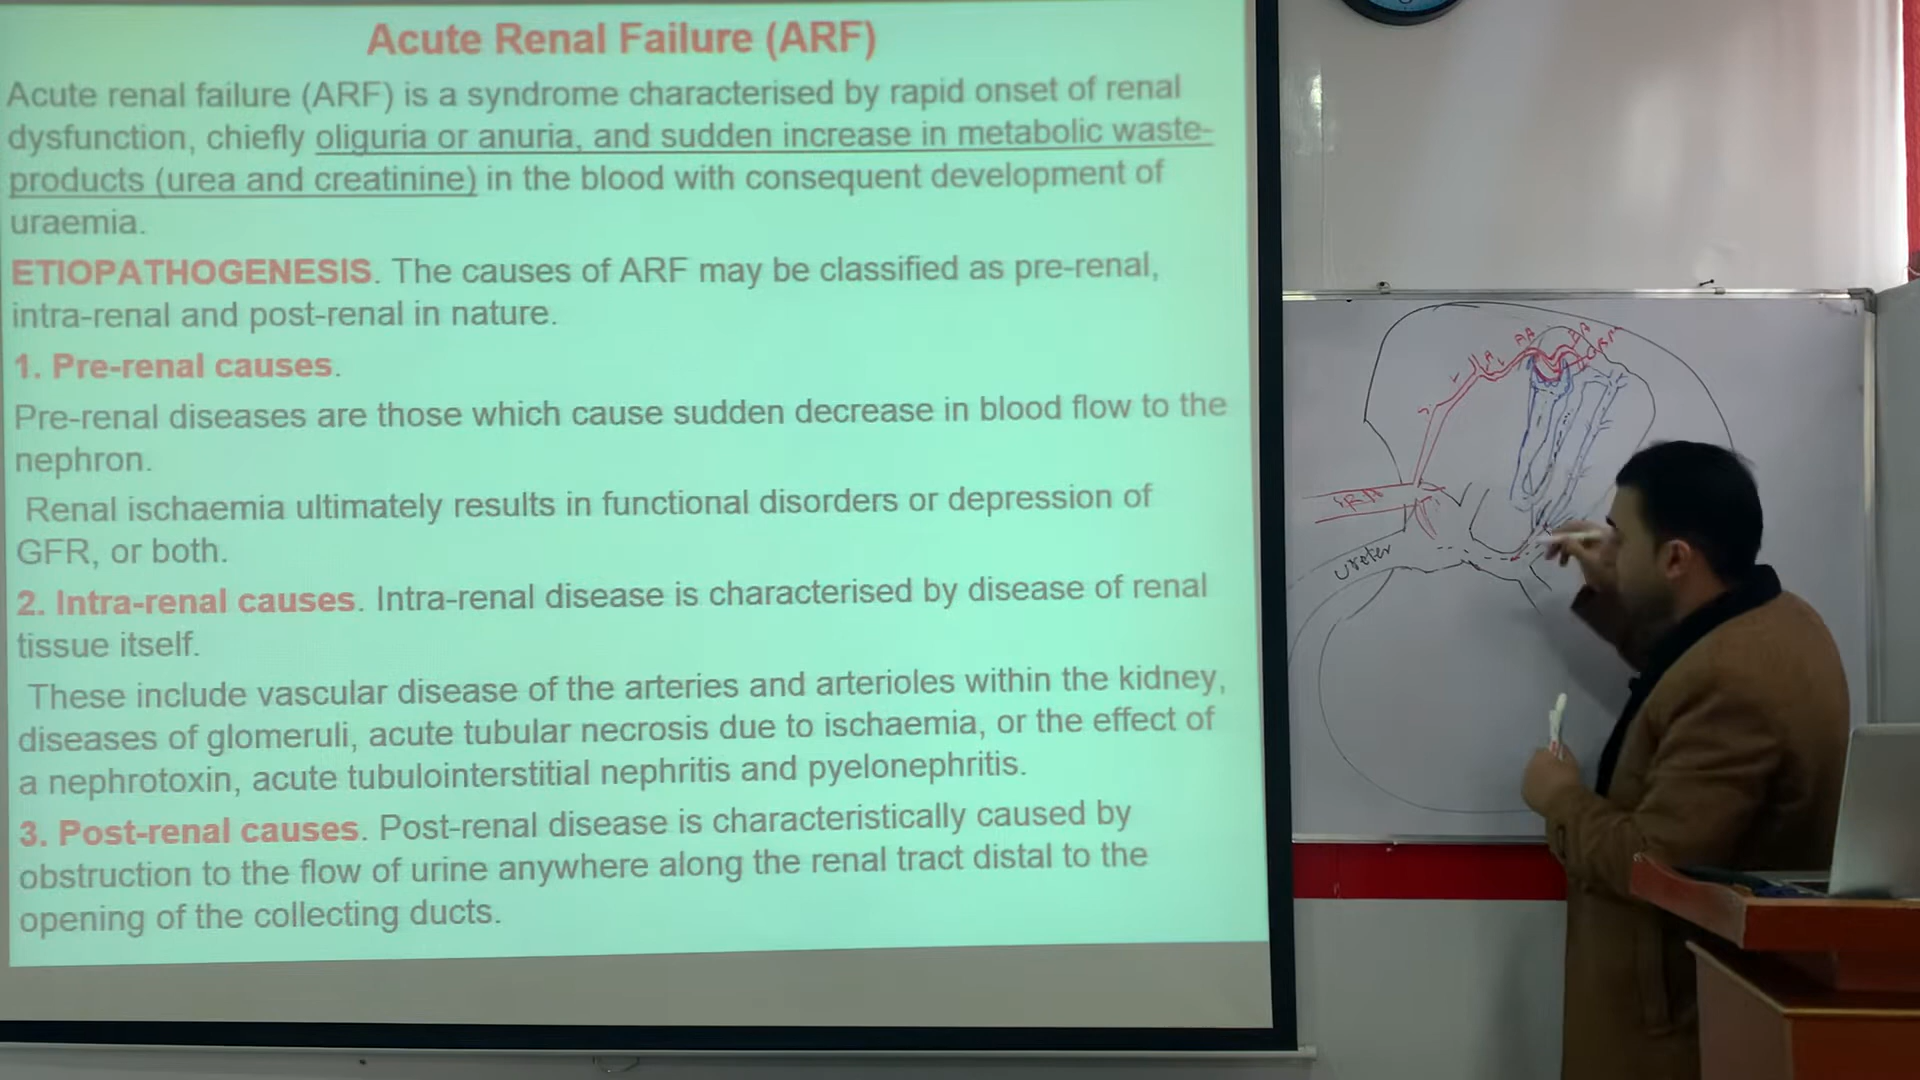 Acute Renal Failure (ARF)
Acute renal failure (ARF) is a syndrome characterised by rapid onset of renal
dysfunction, chiefly oliguria or anuria, and sudden increase in metabolic waste-
products (urea and creatinine) in the blood with consequent development of
uraemia.
ETIOPATHOGENESIS. The causes of ARF may be classified as pre-renal,
intra-renal and post-renal in nature.
1. Pre-renal causes.
Pre-renal diseases are those which cause sudden decrease in blood flow to the
nephron.
Renal ischaemia ultimately results in functional disorders or depression of
GFR, or both.
2. Intra-renal causes. Intra-renal disease is characterised by disease of renal
tissue itself.
These include vascular disease of the arteries and arterioles within the kidney,
diseases of glomeruli, acute tubular necrosis due to ischaemia, or the effect of
a nephrotoxin, acute tubulointerstitial nephritis and pyelonephritis.
3. Post-renal causes. Post-renal disease is characteristically caused by
obstruction to the flow of urine anywhere along the renal tract distal to the
opening of the collecting ducts.
AA
RA
ureter